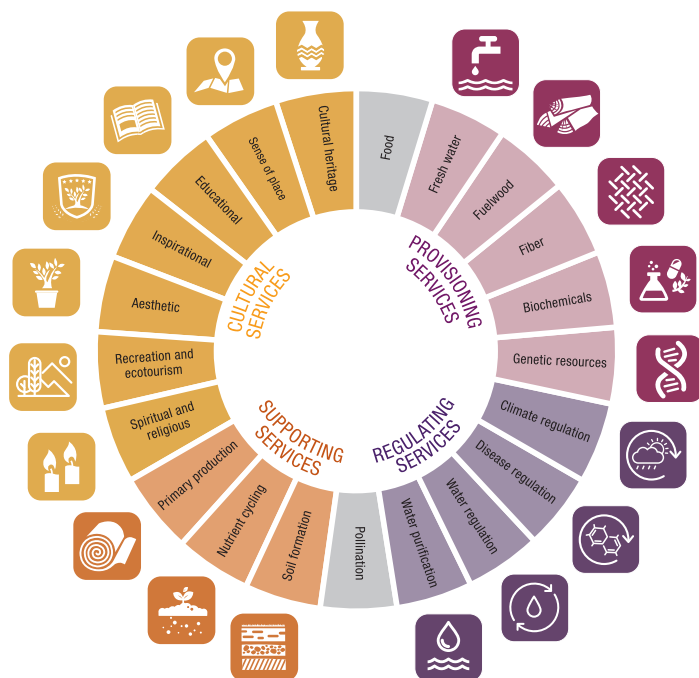 Food
Fresh water
Fuelwood
Fiber
Biochemicals
Genetic resources
Climate regulation
Disease regulation
Water regulation
Water purification
Pollination
Soil formation
Nutrient cycling
Primary production
Spiritual and
religious
Recreation and
ecotourism
Aesthetic
Inspirational
Educational
Sense of place
Cultural heritage
PROVISIONING
SERVICES
REGULATING
SERVICES
SUPPORTING
SERVICES
CULTURAL
SERVICES